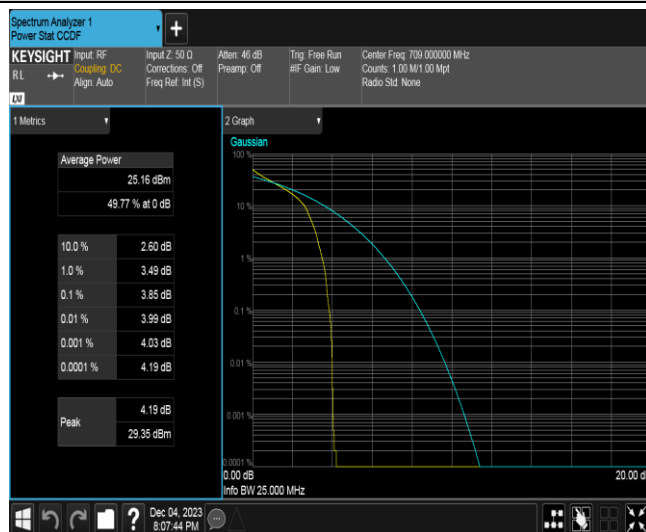 Spectrum Analyzer 1
Power Stat CCDF
KEYSIGHT
RL
LXI
Input: RF
Coupling: DC
Align: Auto
Input Z: 50 Ω
Corrections: Off
Freq Ref: Int (S)
Atten: 46 dB
Preamp: Off
Trig: Free Run
#IF Gain: Low
Center Freq: 709.000000 MHz
Counts: 1.00 M/1.00 Mpt
Radio Std: None
1 Metrics
Average Power
25.16 dBm
49.77 % at 0 dB
10.0 % 2.60 dB
1.0 % 3.49 dB
0.1 % 3.85 dB
0.01 % 3.99 dB
0.001 % 4.03 dB
0.0001 % 4.19 dB
Peak
4.19 dB
29.35 dBm
2 Graph
Gaussian
100 %
10 %
1 %
0.1 %
0.01 %
0.001 %
0.0001 %
0.00 dB
20.00 d
Info BW 25.000 MHz
?
Dec 04, 2023
8:07:44 PM